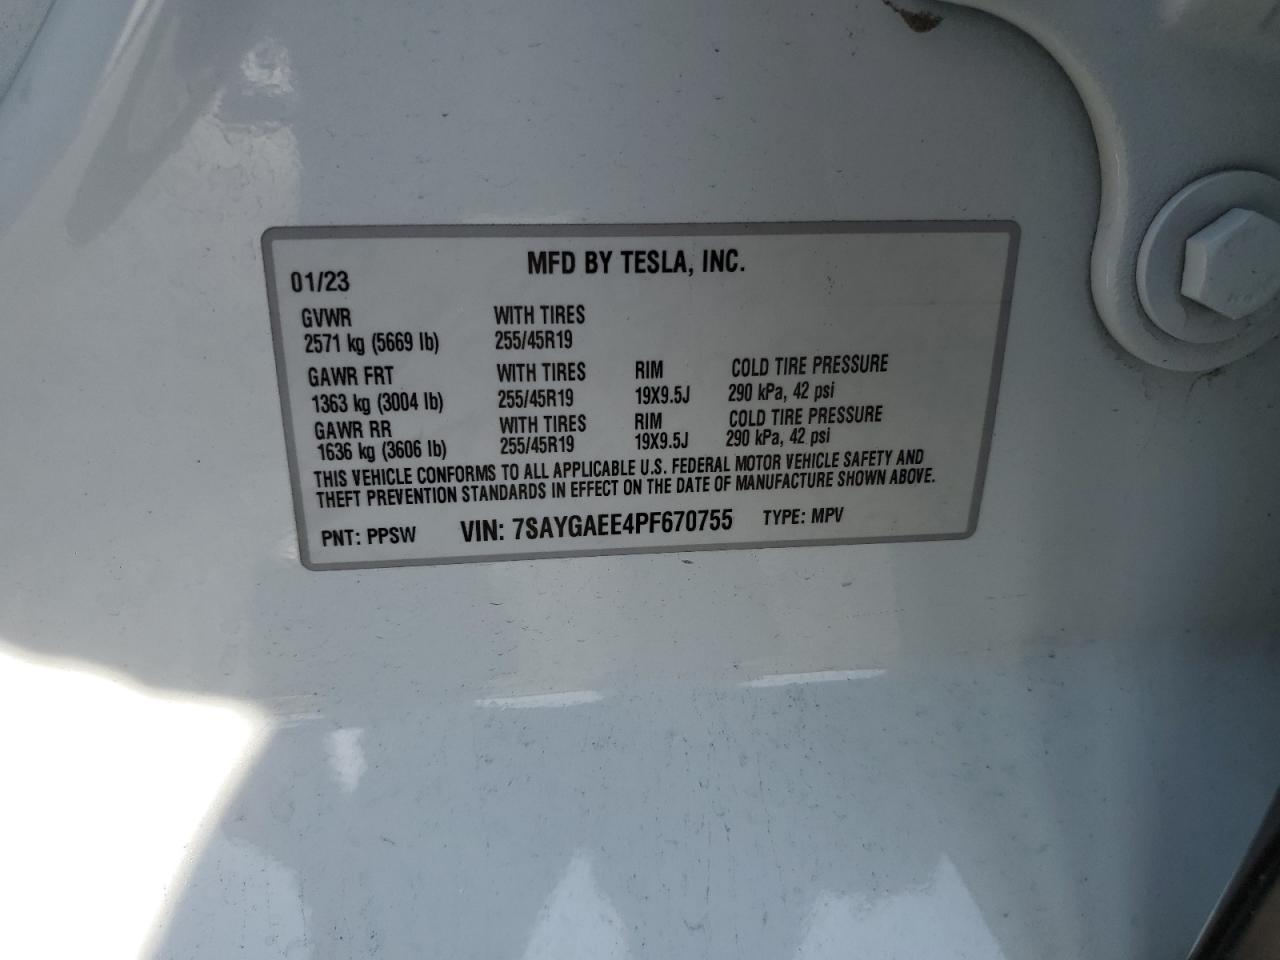 MFD BY TESLA, INC.
01/23
GVWR WITH TIRES
2571 kg (5669 lb) 255/45R19
GAWR FRT WITH TIRES RIM COLD TIRE PRESSURE
1363 kg (3004 lb) 255/45R19 19X9.5J 290 kPa, 42 psi
GAWR RR WITH TIRES RIM COLD TIRE PRESSURE
1636 kg (3606 lb) 255/45R19 19X9.5J 290 kPa, 42 psi
THIS VEHICLE CONFORMS TO ALL APPLICABLE U.S. FEDERAL MOTOR VEHICLE SAFETY AND
THEFT PREVENTION STANDARDS IN EFFECT ON THE DATE OF MANUFACTURE SHOWN ABOVE.
PNT: PPSW VIN: 7SAYGAEE4PF670755 TYPE: MPV